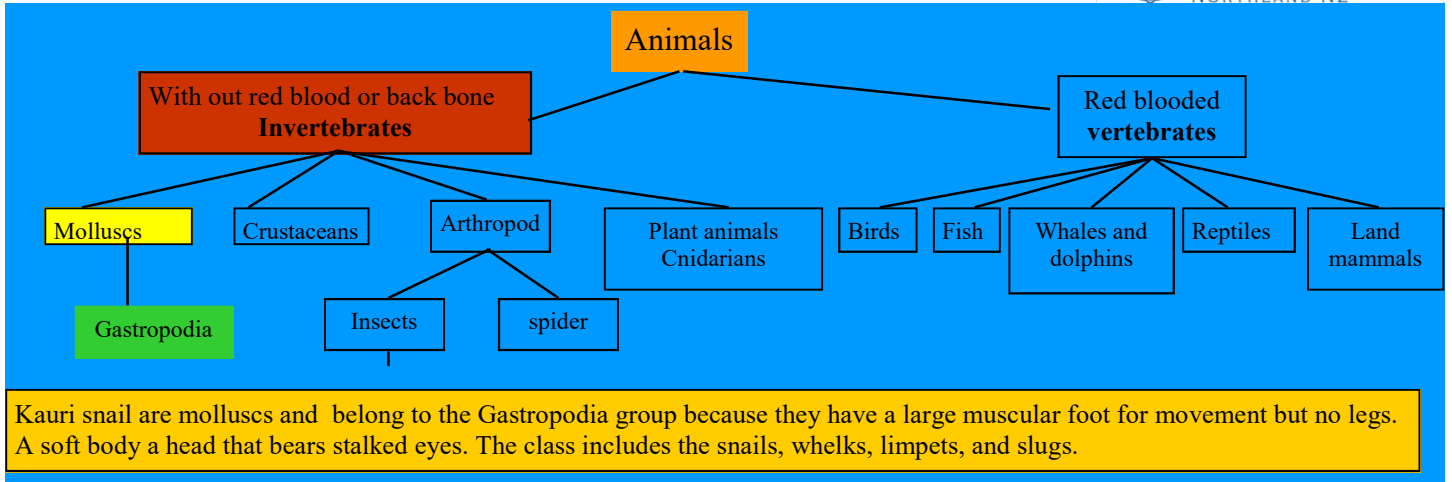 Animals
With out red blood or back bone
Invertebrates
Red blooded
vertebrates
Molluscs
Crustaceans
Arthropod
Plant animals
Cnidarians
Birds
Fish
Whales and
dolphins
Reptiles
Land
mammals
Gastropodia
Insects
spider
Kauri snail are molluscs and belong to the Gastropodia group because they have a large muscular foot for movement but no legs.
A soft body a head that bears stalked eyes. The class includes the snails, whelks, limpets, and slugs.